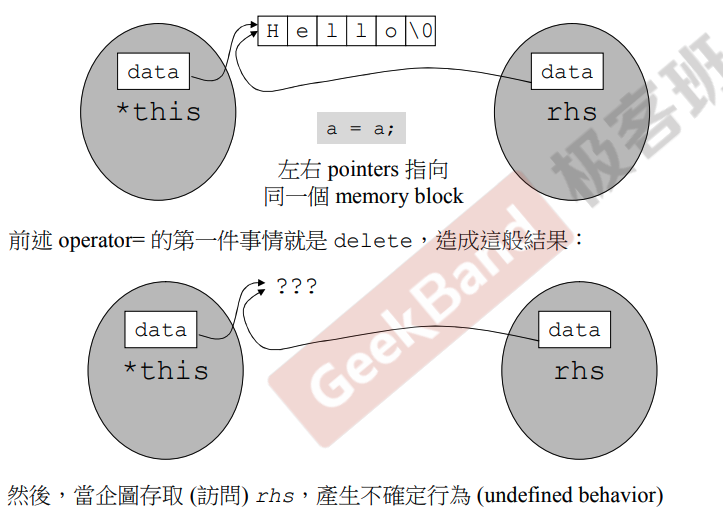 H e l l o \0
data
*this
data
rhs
a = a;
左右 pointers 指向
同一個 memory block
极客班
GeekBand
前述 operator= 的第一件事情就是 delete，造成這般結果：
???
data
*this
data
rhs
然後，當企圖存取 (訪問) rhs，產生不確定行為 (undefined behavior)